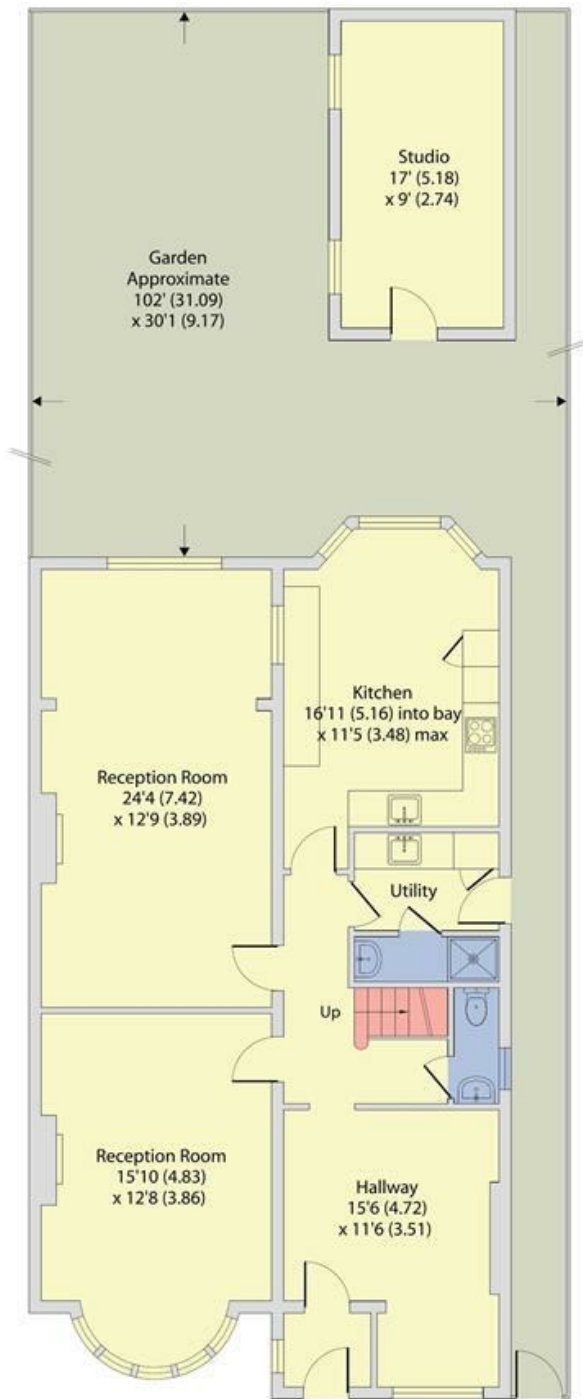 Studio
17' (5.18)
x 9' (2.74)
Garden
Approximate
102' (31.09)
x 30'1 (9.17)
Kitchen
16'11 (5.16) into bay
x 11'5 (3.48) max
Reception Room
24'4 (7.42)
x 12'9 (3.89)
Utility
Up
Reception Room
15'10 (4.83)
x 12'8 (3.86)
Hallway
15'6 (4.72)
x 11'6 (3.51)